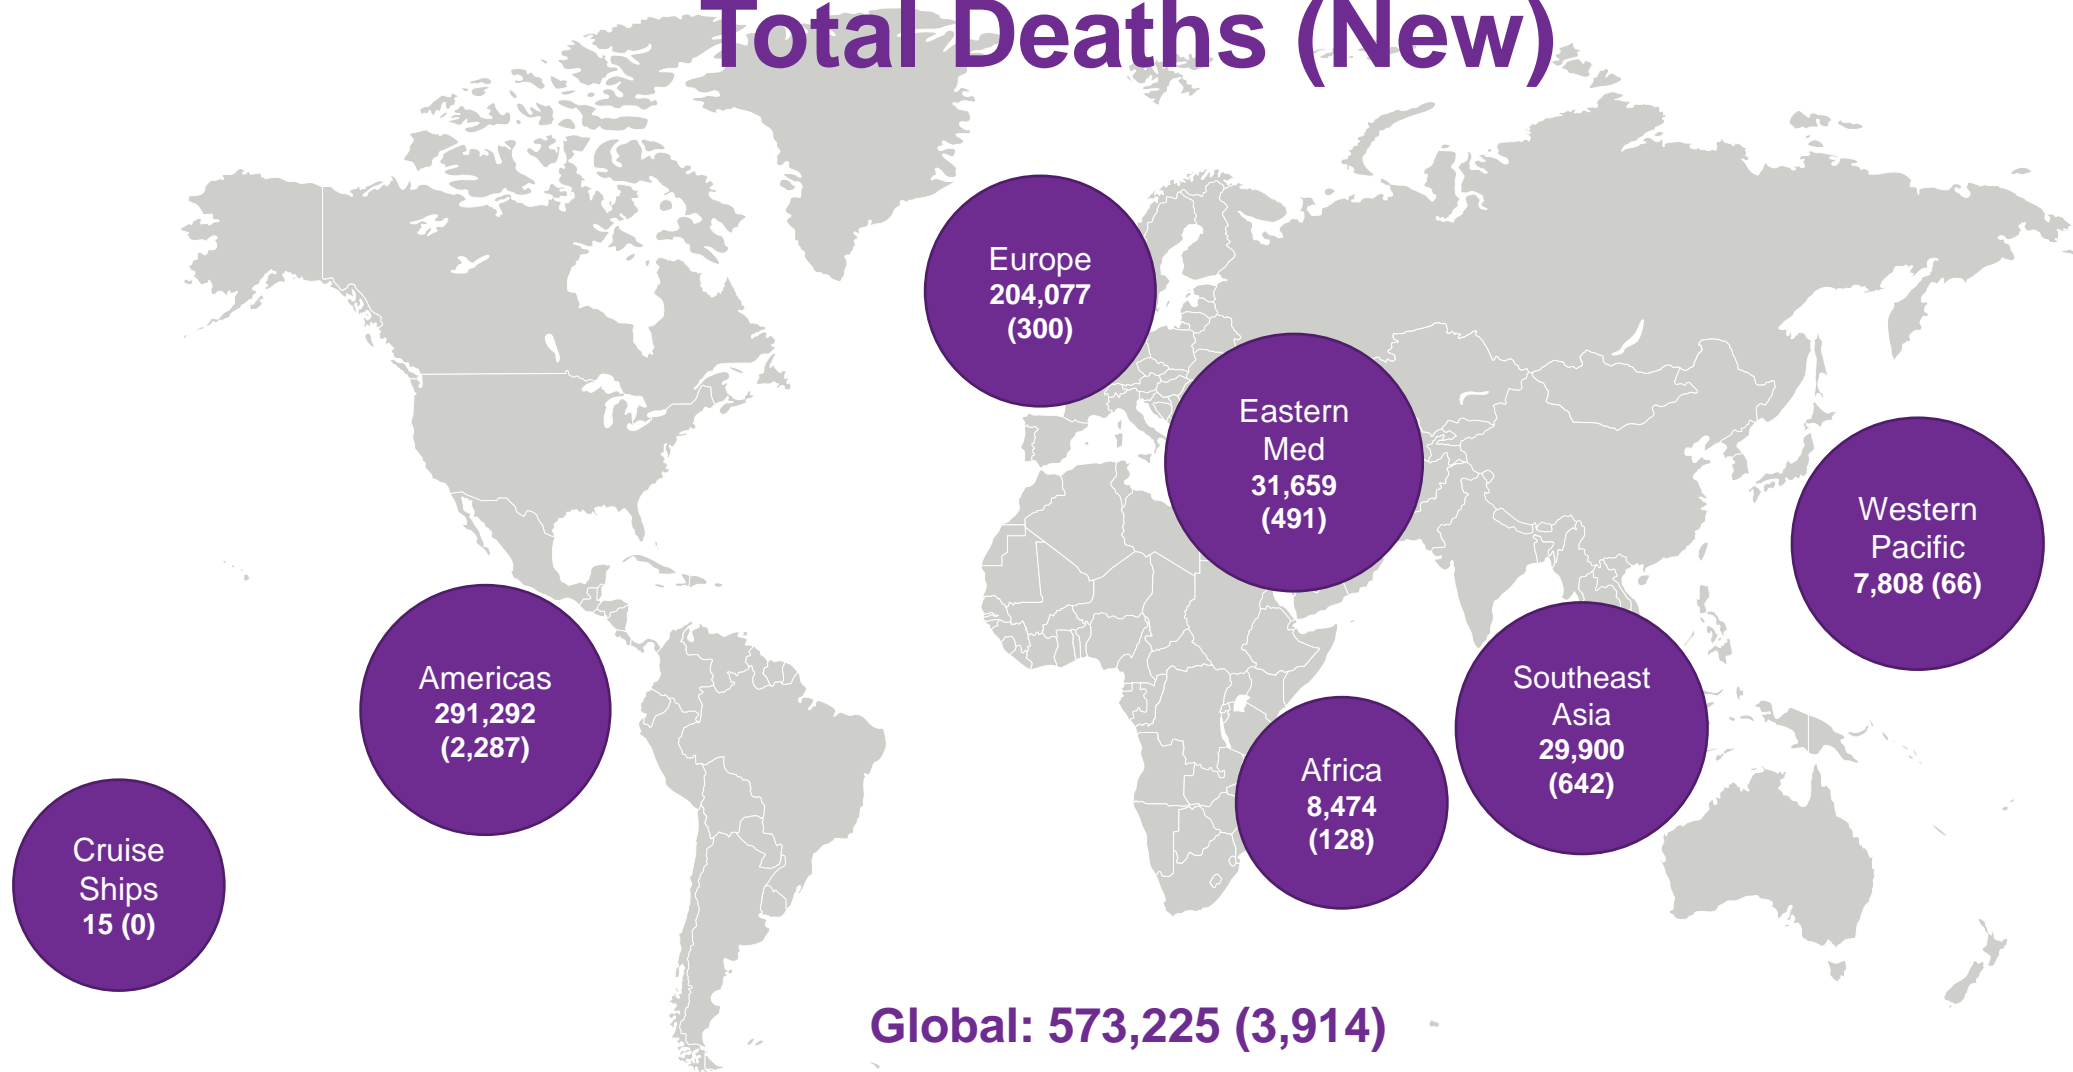 Total Deaths (New)
Europe
204,077
(300)
Eastern
Med
31,659
(491)
Western
Pacific
7,808 (66)
Americas
291,292
(2,287)
Southeast
Asia
29,900
(642)
Africa
8,474
(128)
Cruise
Ships
15 (0)
Global: 573,225 (3,914)